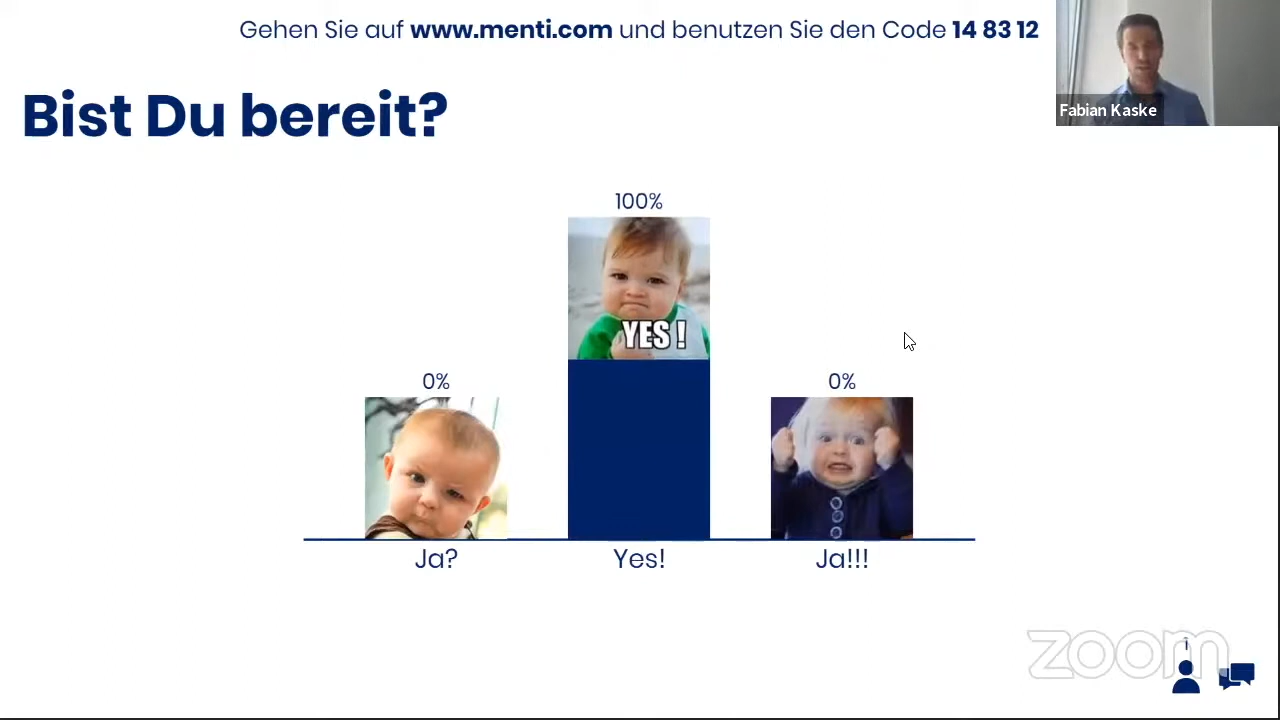 Gehen Sie auf www.menti.com und benutzen Sie den Code 14 83 12
Fabian Kaske
Bist Du bereit?
100%
YES !
0%
0%
Ja?
Yes!
Ja!!!
zoom
1